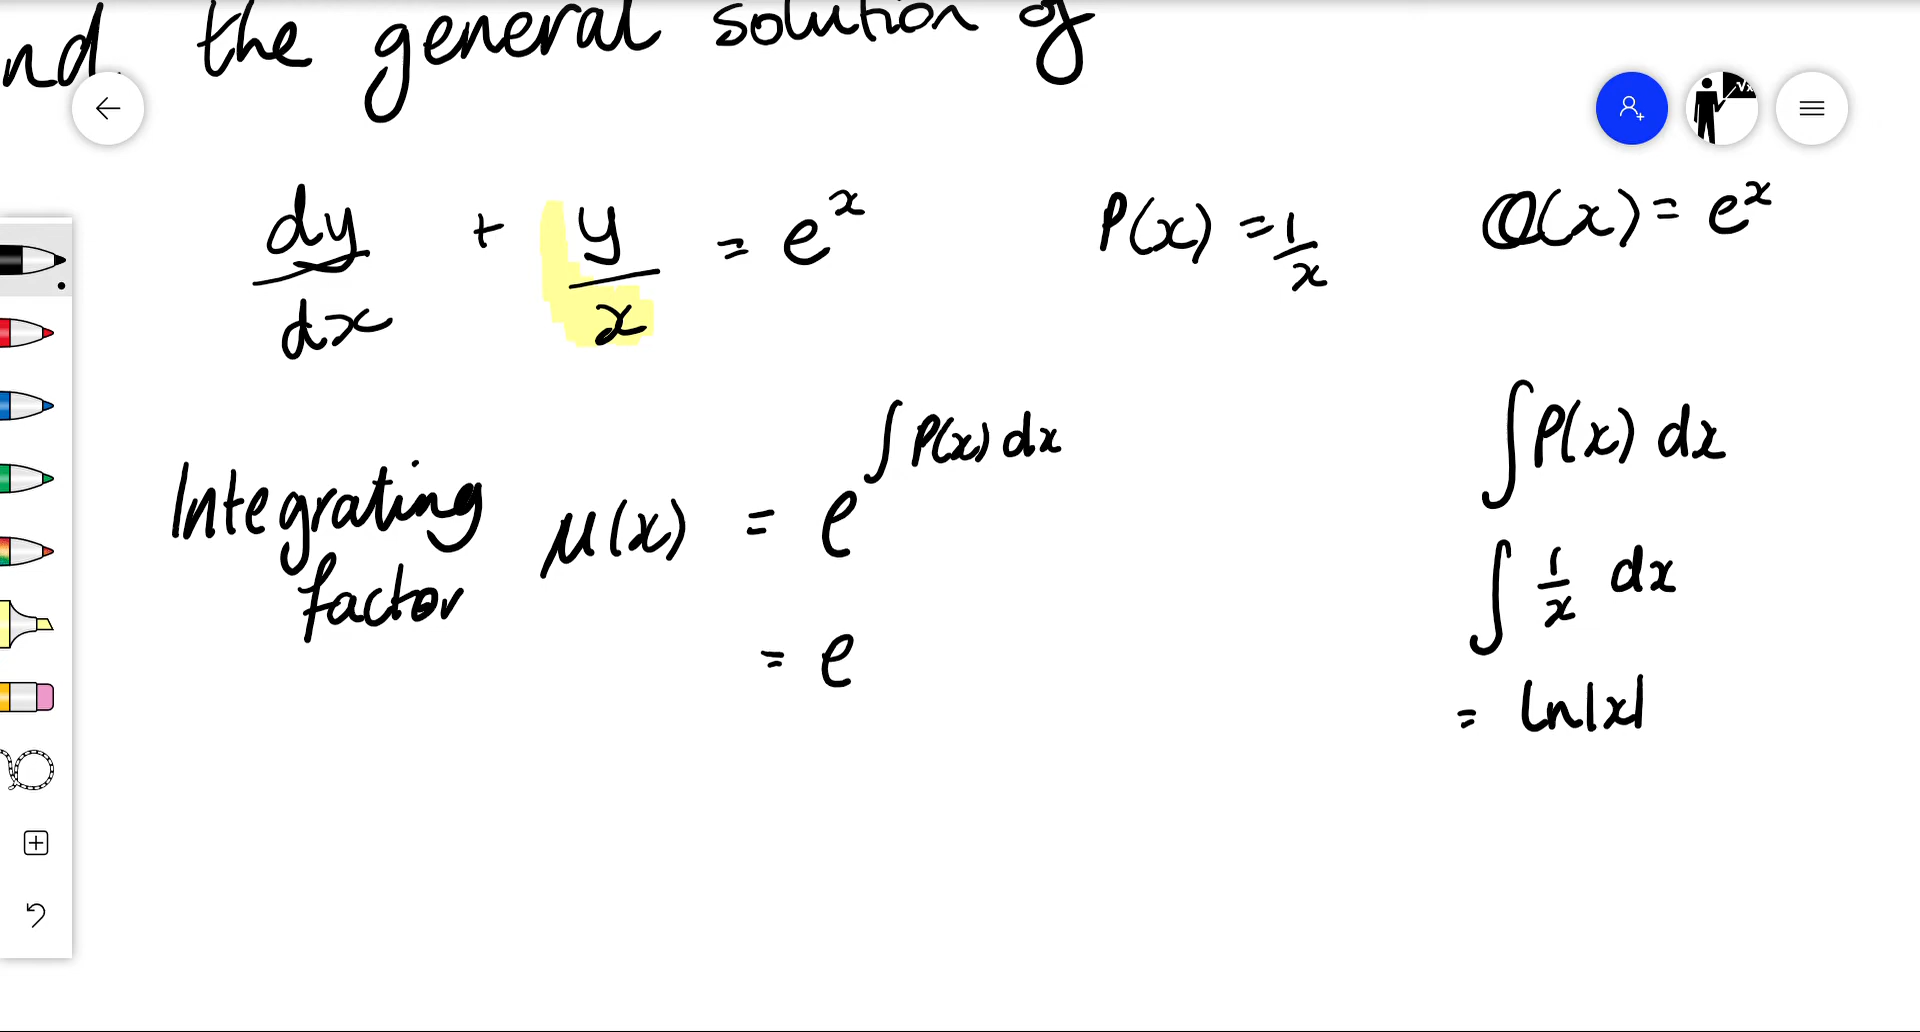 nd the general solution of
dy/dx + y/x = e^x
P(x) = 1/x
Q(x) = e^x
Integrating factor μ(x) = e^∫P(x) dx
= e
∫P(x) dx
∫ 1/x dx
= ln|x|